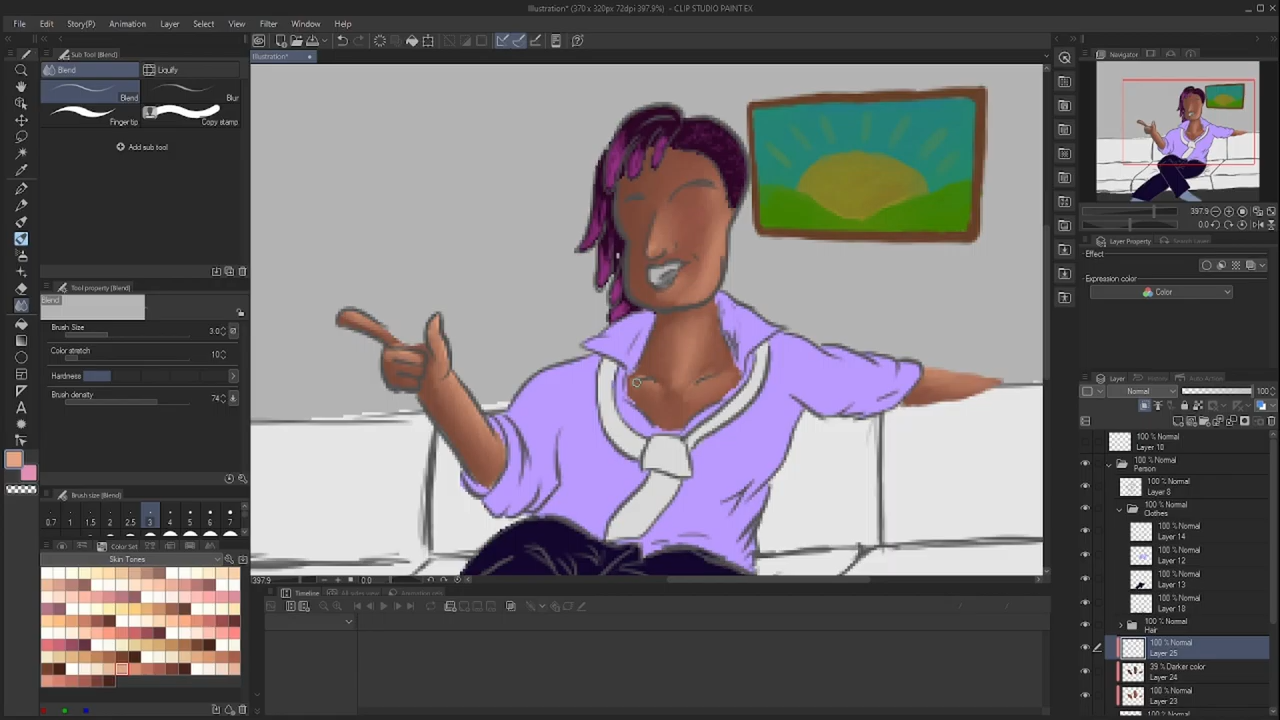 Illustration* (370 x 320px 72dpi 397.9%) - CLIP STUDIO PAINT EX
File Edit Story(P) Animation Layer Select View Filter Window Help
Sub Tool (Blend)
Illustration*
Navigator
Blend Liquify
Blend Blur
Finger tip Copy stamp
Add sub tool
397.9
0.0
Layer Property Search Layer
Effect
Expression color
Color
Tool property (Blend)
Blend
Brush Size 3.0
Color stretch 10
Hardness
Brush density 74
Layer
Auto Action
Normal 100
100 % Normal
Layer 10
100 % Normal
Person
100 % Normal
Layer 8
100 % Normal
Clothes
100 % Normal
Layer 14
100 % Normal
Layer 12
100 % Normal
Layer 13
100 % Normal
Layer 18
100 % Normal
Hair
100 % Normal
Layer 25
39 % Darker color
Layer 24
100 % Normal
Layer 23
100 % Normal
Brush size (Blend)
0.7 1 1.5 2 2.5 3 4 5 6 7
Color Set
Skin Tones
397.9 0.0
Timeline